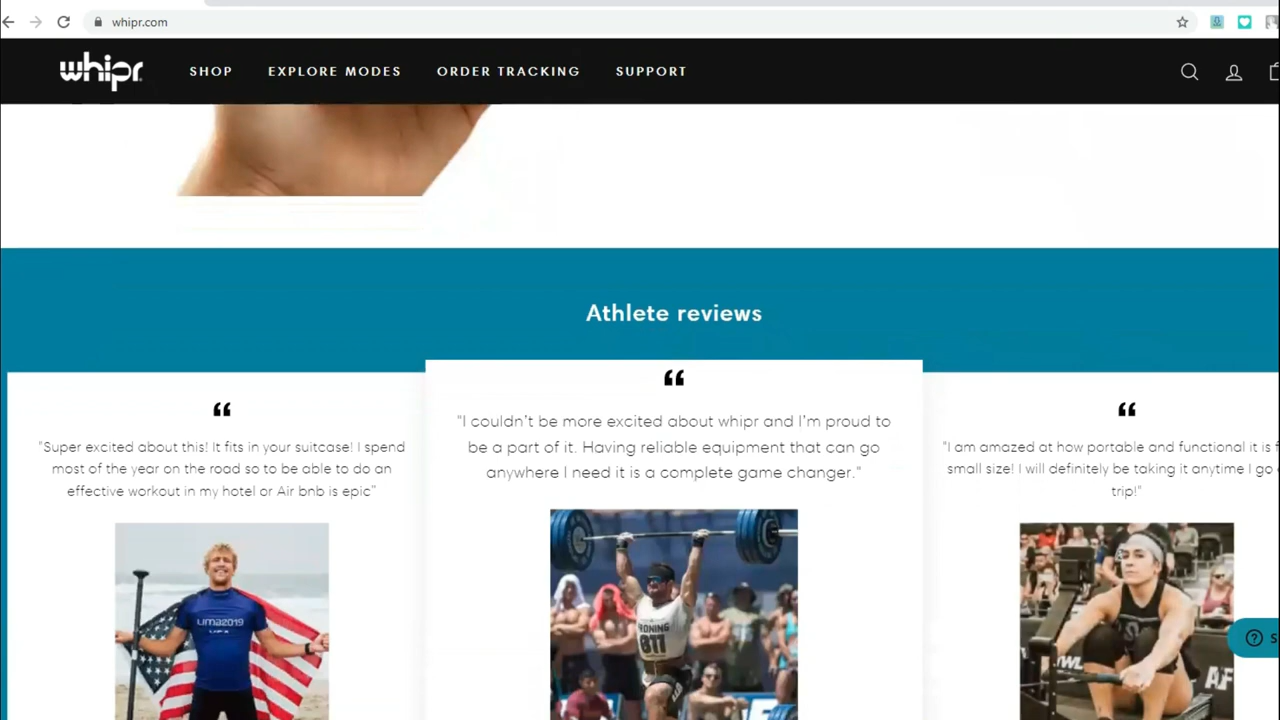 whipr.com
whipr
SHOP EXPLORE MODES ORDER TRACKING SUPPORT
Athlete reviews
“
"Super excited about this! It fits in your suitcase! I spend
most of the year on the road so to be able to do an
effective workout in my hotel or Air bnb is epic"
LIMA2019
“
"I couldn't be more excited about whipr and I'm proud to
be a part of it. Having reliable equipment that can go
anywhere I need it is a complete game changer."
RONING
811
“
"I am amazed at how portable and functional it is f
small size! I will definitely be taking it anytime I go
trip!"
AF
S